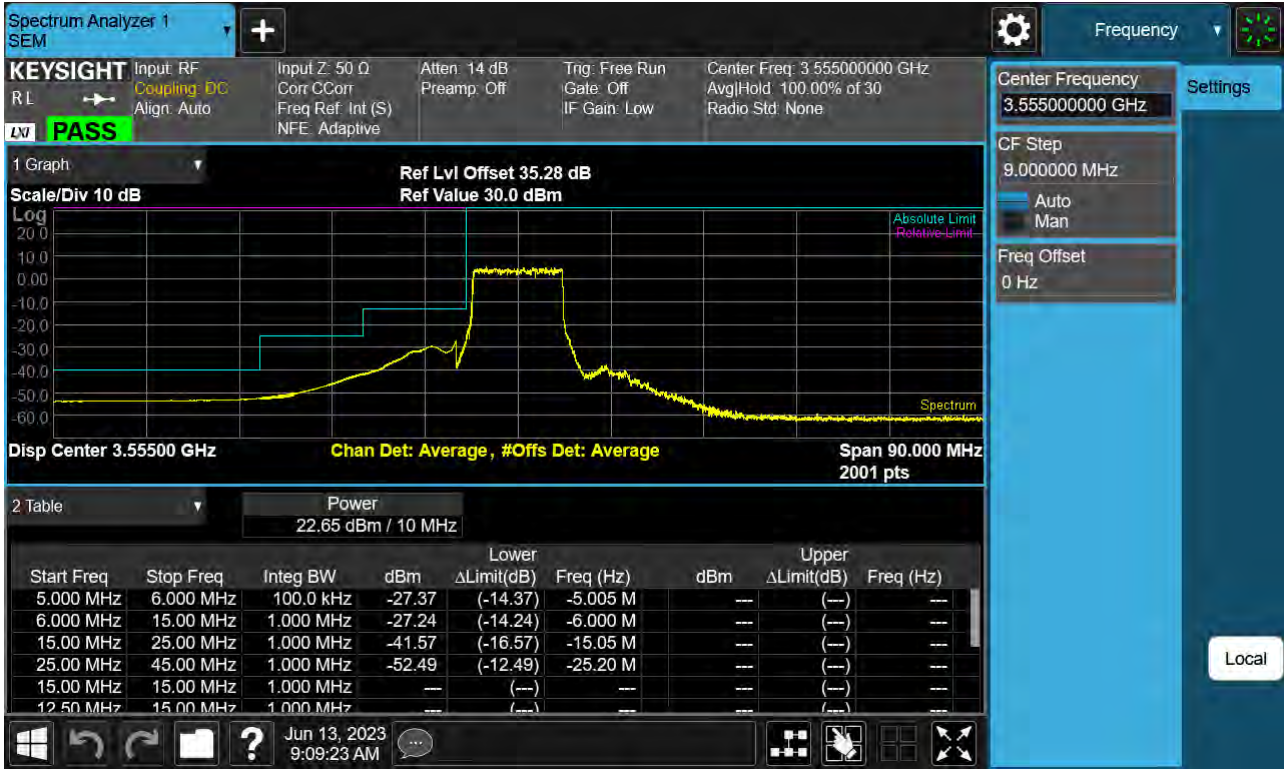 Spectrum Analyzer 1
SEM
Frequency
KEYSIGHT
R L
LXI
PASS
Input: RF
Coupling: DC
Align: Auto
Input Z: 50 Ω
Corr CCorr
Freq Ref: Int (S)
NFE: Adaptive
Atten: 14 dB
Preamp: Off
Trig: Free Run
Gate: Off
IF Gain: Low
Center Freq: 3.555000000 GHz
Avg|Hold: 100.00% of 30
Radio Std: None
Center Frequency
3.555000000 GHz
Settings
CF Step
9.000000 MHz
Auto
Man
Freq Offset
0 Hz
Local
1 Graph
Scale/Div 10 dB
Ref Lvl Offset 35.28 dB
Ref Value 30.0 dBm
Log
Absolute Limit
Relative Limit
20.0
10.0
0.00
-10.0
-20.0
-30.0
-40.0
-50.0
-60.0
Spectrum
Disp Center 3.55500 GHz
Chan Det: Average, #Offs Det: Average
Span 90.000 MHz
2001 pts
2 Table
Power
22.65 dBm / 10 MHz
Lower Upper
Start Freq Stop Freq Integ BW dBm ΔLimit(dB) Freq (Hz) dBm ΔLimit(dB) Freq (Hz)
5.000 MHz 6.000 MHz 100.0 kHz -27.37 (-14.37) -5.005 M --- (---) ---
6.000 MHz 15.00 MHz 1.000 MHz -27.24 (-14.24) -6.000 M --- (---) ---
15.00 MHz 25.00 MHz 1.000 MHz -41.57 (-16.57) -15.05 M --- (---) ---
25.00 MHz 45.00 MHz 1.000 MHz -52.49 (-12.49) -25.20 M --- (---) ---
15.00 MHz 15.00 MHz 1.000 MHz --- (---) --- --- (---) ---
12.50 MHz 15.00 MHz 1.000 MHz --- (---) --- --- (---) ---
?
Jun 13, 2023
9:09:23 AM